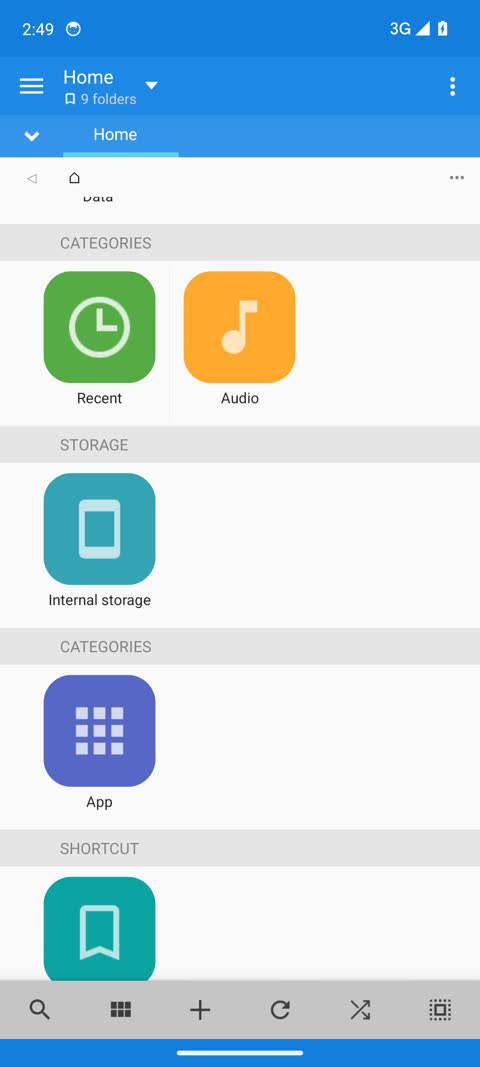 2:49
3G
Home
9 folders
Home
Data
CATEGORIES
Recent
Audio
STORAGE
Internal storage
CATEGORIES
App
SHORTCUT